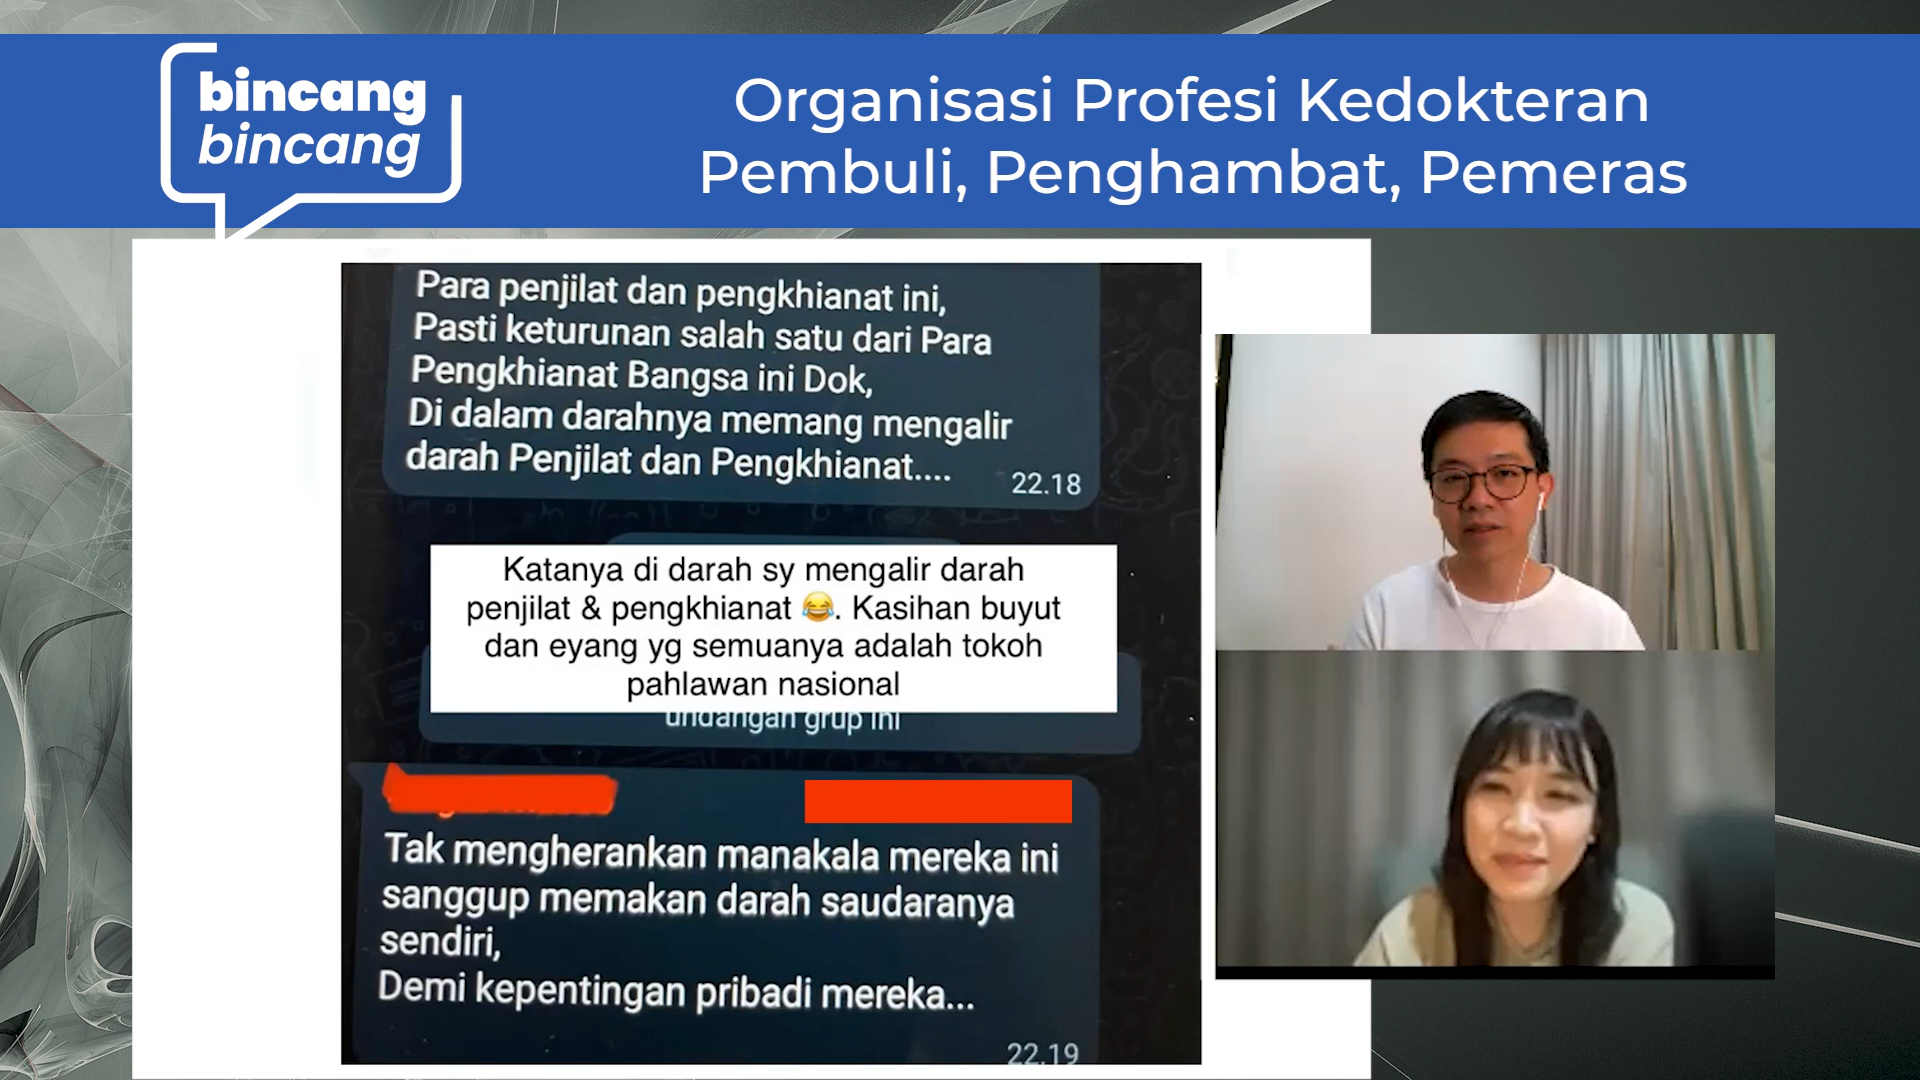 bincang
bincang
Organisasi Profesi Kedokteran
Pembuli, Penghambat, Pemeras
Para penjilat dan pengkhianat ini,
Pasti keturunan salah satu dari Para
Pengkhianat Bangsa ini Dok,
Di dalam darahnya memang mengalir
darah Penjilat dan Pengkhianat....
22.18
Katanya di darah sy mengalir darah
penjilat & pengkhianat 😂. Kasihan buyut
dan eyang yg semuanya adalah tokoh
pahlawan nasional
undangan grup ini
Tak mengherankan manakala mereka ini
sanggup memakan darah saudaranya
sendiri,
Demi kepentingan pribadi mereka...
22.19